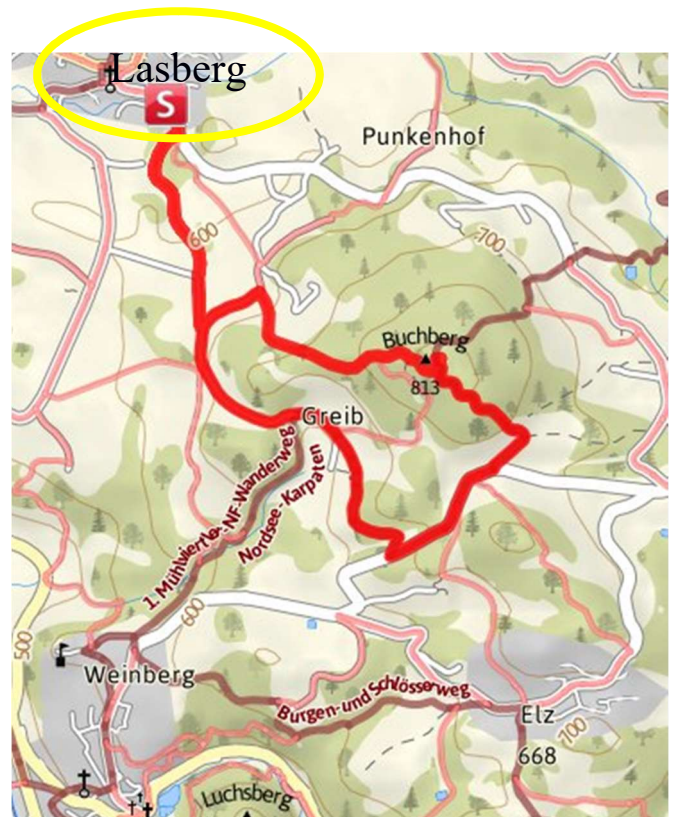 Lasberg
S
Punkenhof
600
700
Buchberg
813
Greib
1. Mühlviertler-NF-Wanderweg
Nordsee-Karpaten
600
500
Weinberg
Burgen-und Schlösserweg
Elz
700
668
Luchsberg